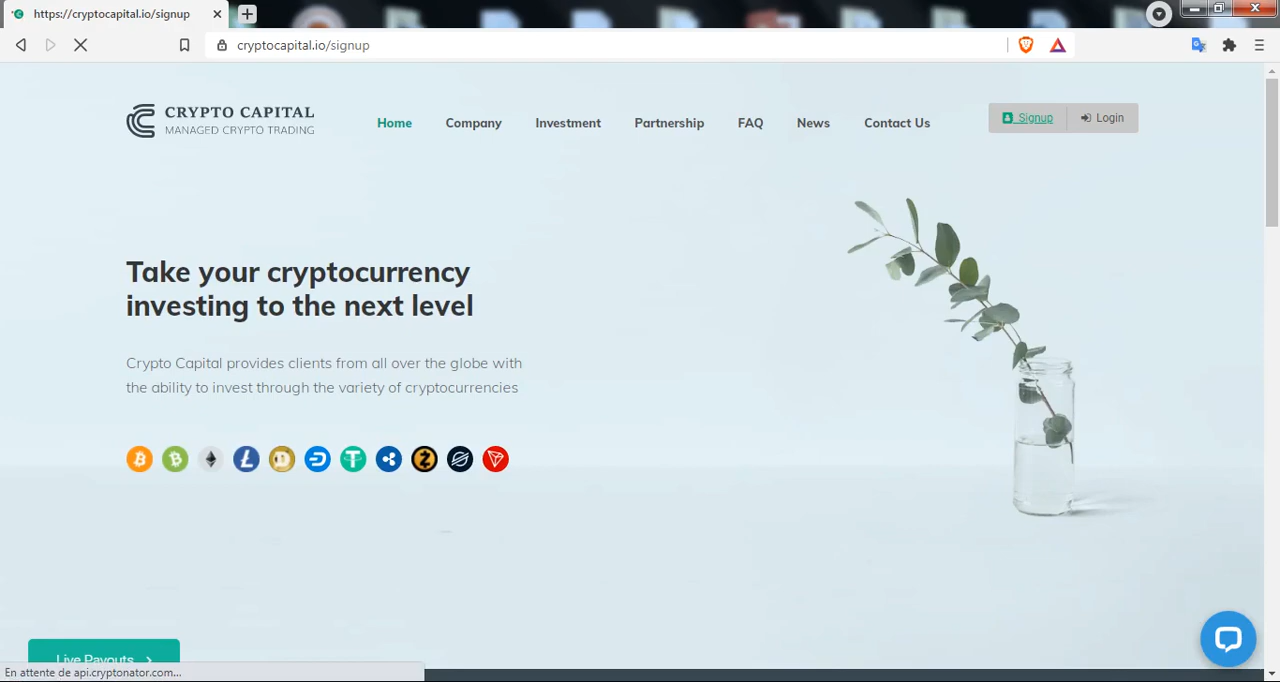 https://cryptocapital.io/signup
cryptocapital.io/signup
CRYPTO CAPITAL
MANAGED CRYPTO TRADING
Home Company Investment Partnership FAQ News Contact Us
Signup Login
Take your cryptocurrency
investing to the next level
Crypto Capital provides clients from all over the globe with
the ability to invest through the variety of cryptocurrencies
Live Payouts
En attente de api.cryptonator.com...